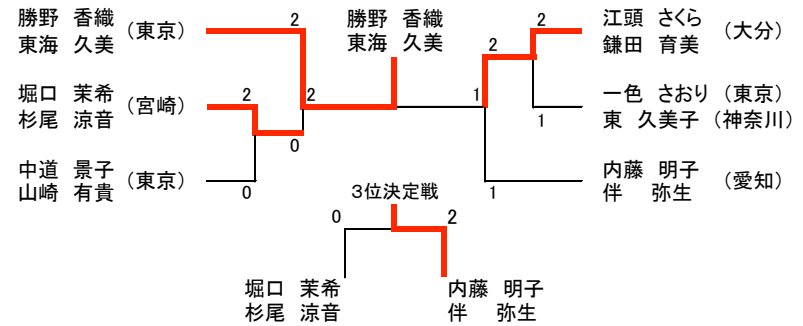 勝野 香織
東海 久美
(東京)
2
堀口 茉希
杉尾 涼音
(宮崎)
2
2
0
中道 景子
山崎 有貴
(東京)
0
勝野 香織
東海 久美
江頭 さくら
鎌田 育美
(大分)
2
2
1
一色 さおり (東京)
東 久美子 (神奈川)
1
内藤 明子
伴 弥生
(愛知)
1
3位決定戦
0
2
堀口 茉希
杉尾 涼音
内藤 明子
伴 弥生